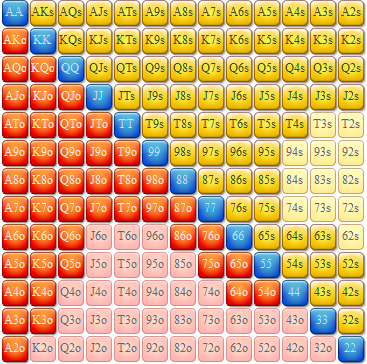 AA AKs AQs AJs ATs A9s A8s A7s A6s A5s A4s A3s A2s
AKo KK KQs KJs KTs K9s K8s K7s K6s K5s K4s K3s K2s
AQo KQo QQ QJs QTs Q9s Q8s Q7s Q6s Q5s Q4s Q3s Q2s
AJo KJo QJo JJ JTs J9s J8s J7s J6s J5s J4s J3s J2s
ATo KTo QTo JTo TT T9s T8s T7s T6s T5s T4s T3s T2s
A9o K9o Q9o J9o T9o 99 98s 97s 96s 95s 94s 93s 92s
A8o K8o Q8o J8o T8o 98o 88 87s 86s 85s 84s 83s 82s
A7o K7o Q7o J7o T7o 97o 87o 77 76s 75s 74s 73s 72s
A6o K6o Q6o J6o T6o 96o 86o 76o 66 65s 64s 63s 62s
A5o K5o Q5o J5o T5o 95o 85o 75o 65o 55 54s 53s 52s
A4o K4o Q4o J4o T4o 94o 84o 74o 64o 54o 44 43s 42s
A3o K3o Q3o J3o T3o 93o 83o 73o 63o 53o 43o 33 32s
A2o K2o Q2o J2o T2o 92o 82o 72o 62o 52o 42o 32o 22